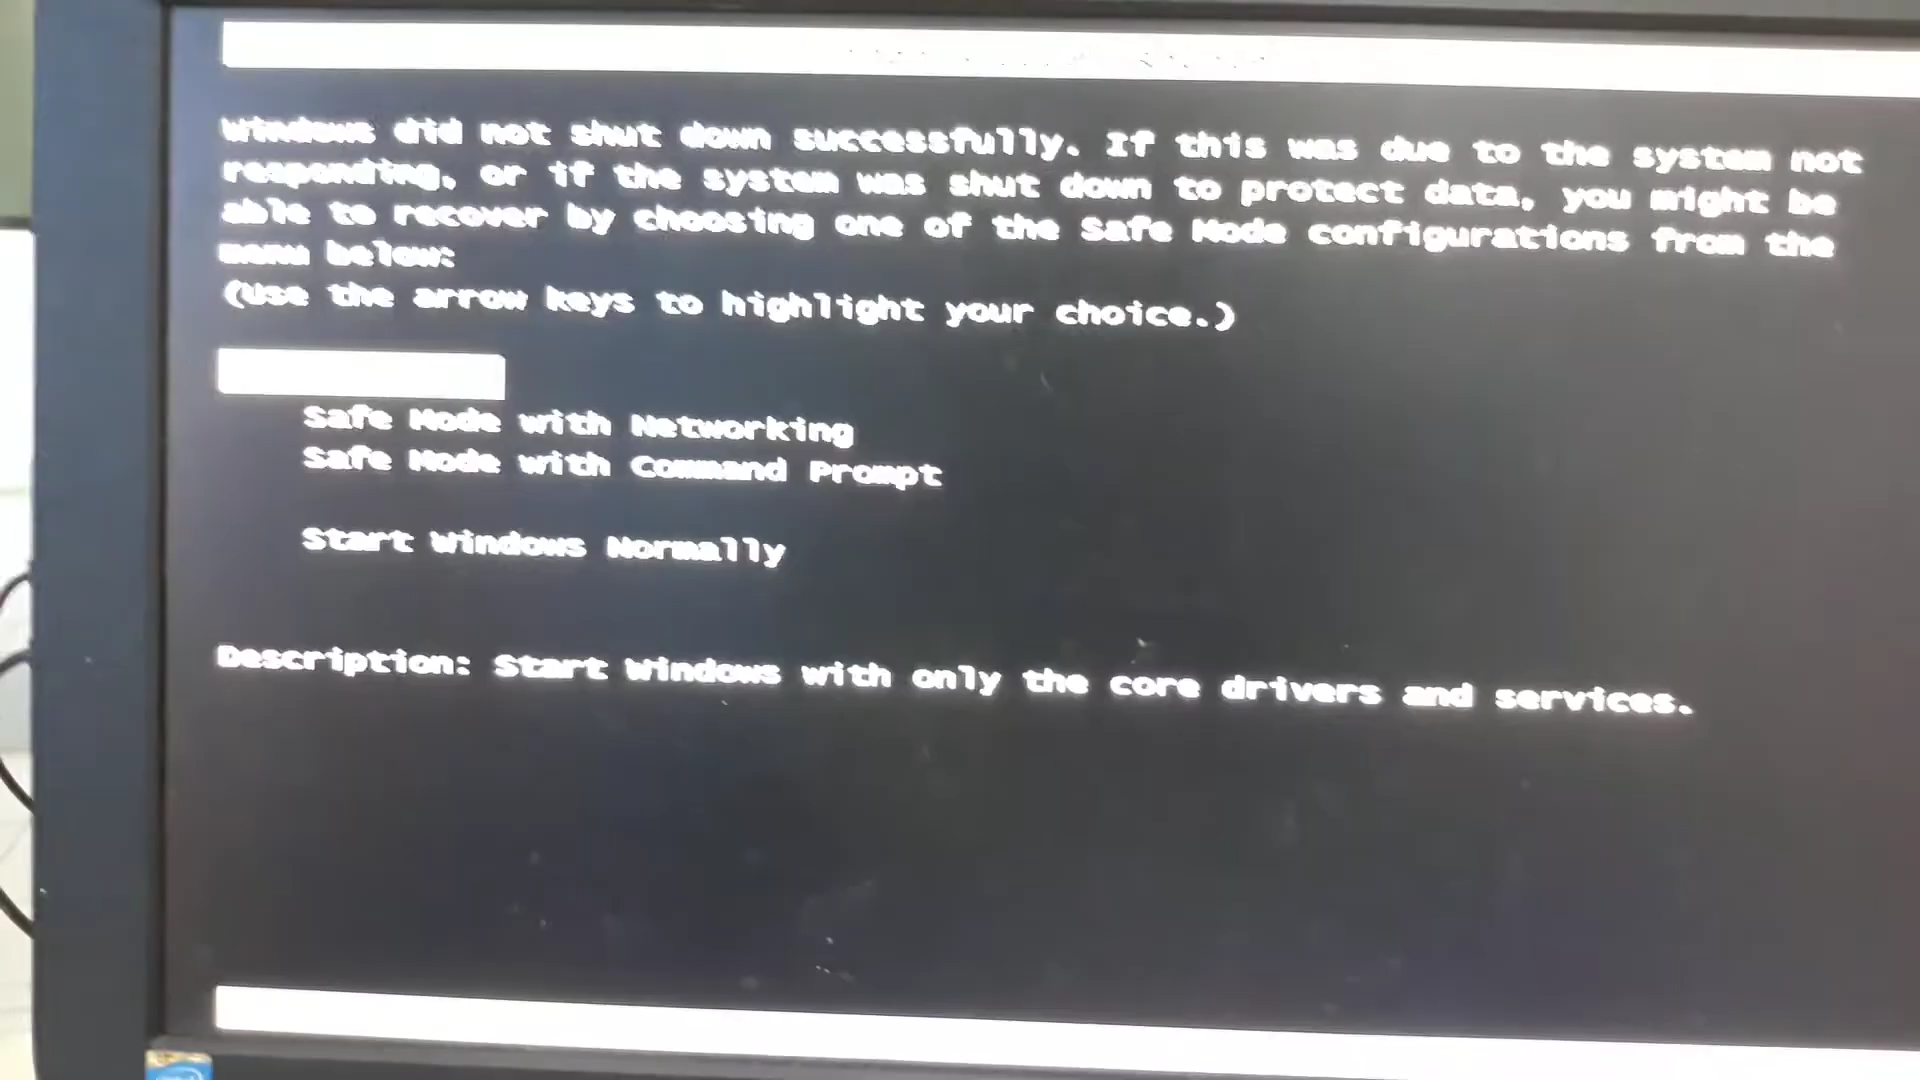 Windows did not shut down successfully. If this was due to the system not
responding, or if the system was shut down to protect data, you might be
able to recover by choosing one of the Safe Mode configurations from the
menu below:
(Use the arrow keys to highlight your choice.)
Safe Mode with Networking
Safe Mode with Command Prompt
Start Windows Normally
Description: Start Windows with only the core drivers and services.